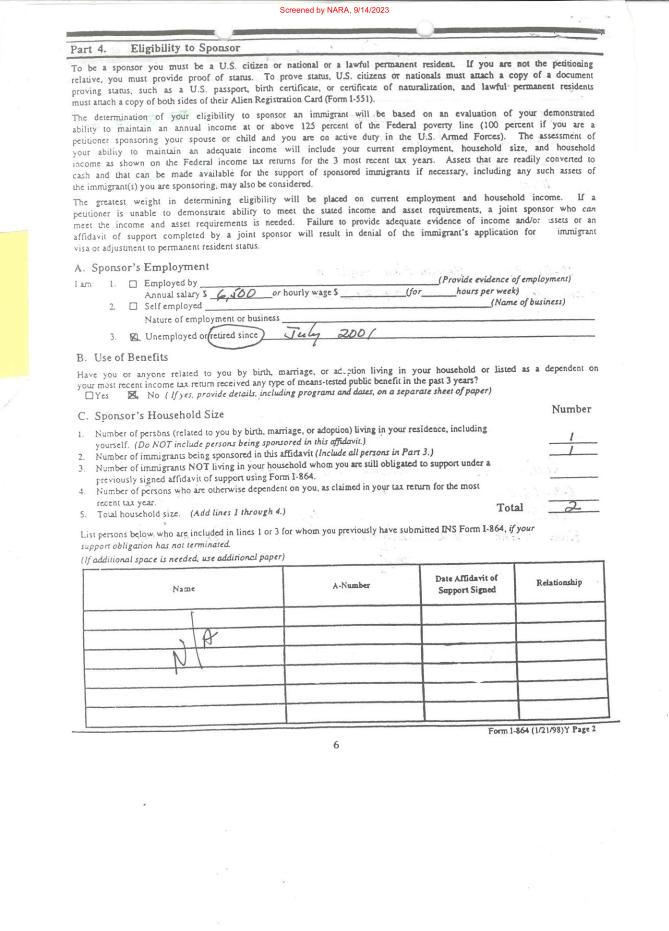 Screened by NARA, 9/14/2023
Part 4. Eligibility to Sponsor
To be a sponsor you must be a U.S. citizen or national or a lawful permanent resident. If you are not the petitioning
relative, you must provide proof of status. To prove status, U.S. citizens or nationals must attach a copy of a document
proving status, such as a U.S. passport, birth certificate, or certificate of naturalization, and lawful permanent residents
must attach a copy of both sides of their Alien Registration Card (Form I-551).
The determination of your eligibility to sponsor an immigrant will be based on an evaluation of your demonstrated
ability to maintain an annual income at or above 125 percent of the Federal poverty line (100 percent if you are a
petitioner sponsoring your spouse or child and you are on active duty in the U.S. Armed Forces). The assessment of
your ability to maintain an adequate income will include your current employment, household size, and household
income as shown on the Federal income tax returns for the 3 most recent tax years. Assets that are readily converted to
cash and that can be made available for the support of sponsored immigrants if necessary, including any such assets of
the immigrant(s) you are sponsoring, may also be considered.
The greatest weight in determining eligibility will be placed on current employment and household income. If a
petitioner is unable to demonstrate ability to meet the stated income and asset requirements, a joint sponsor who can
meet the income and asset requirements is needed. Failure to provide adequate evidence of income and/or assets or an
affidavit of support completed by a joint sponsor will result in denial of the immigrant's application for immigrant
visa or adjustment to permanent resident status.
A. Sponsor's Employment
I am 1. ☐ Employed by (Provide evidence of employment)
Annual salary $ 6,500 or hourly wage $ (for hours per week)
2. ☐ Self employed (Name of business)
Nature of employment or business
3. ☒ Unemployed or retired since July 2001
B. Use of Benefits
Have you or anyone related to you by birth, marriage, or adoption living in your household or listed as a dependent on
your most recent income tax return received any type of means-tested public benefit in the past 3 years?
☐ Yes ☒ No (If yes, provide details, including programs and dates, on a separate sheet of paper)
C. Sponsor's Household Size Number
1. Number of persons (related to you by birth, marriage, or adoption) living in your residence, including
yourself. (Do NOT include persons being sponsored in this affidavit.) 1
2. Number of immigrants being sponsored in this affidavit (Include all persons in Part 3.) 1
3. Number of immigrants NOT living in your household whom you are still obligated to support under a
previously signed affidavit of support using Form I-864.
4. Number of persons who are otherwise dependent on you, as claimed in your tax return for the most
recent tax year.
5. Total household size. (Add lines 1 through 4.) Total 2
List persons below who are included in lines 1 or 3 for whom you previously have submitted INS Form I-864, if your
support obligation has not terminated.
(If additional space is needed, use additional paper)
Name A-Number Date Affidavit of Support Signed Relationship
N/A
Form I-864 (1/21/98)Y Page 2
6